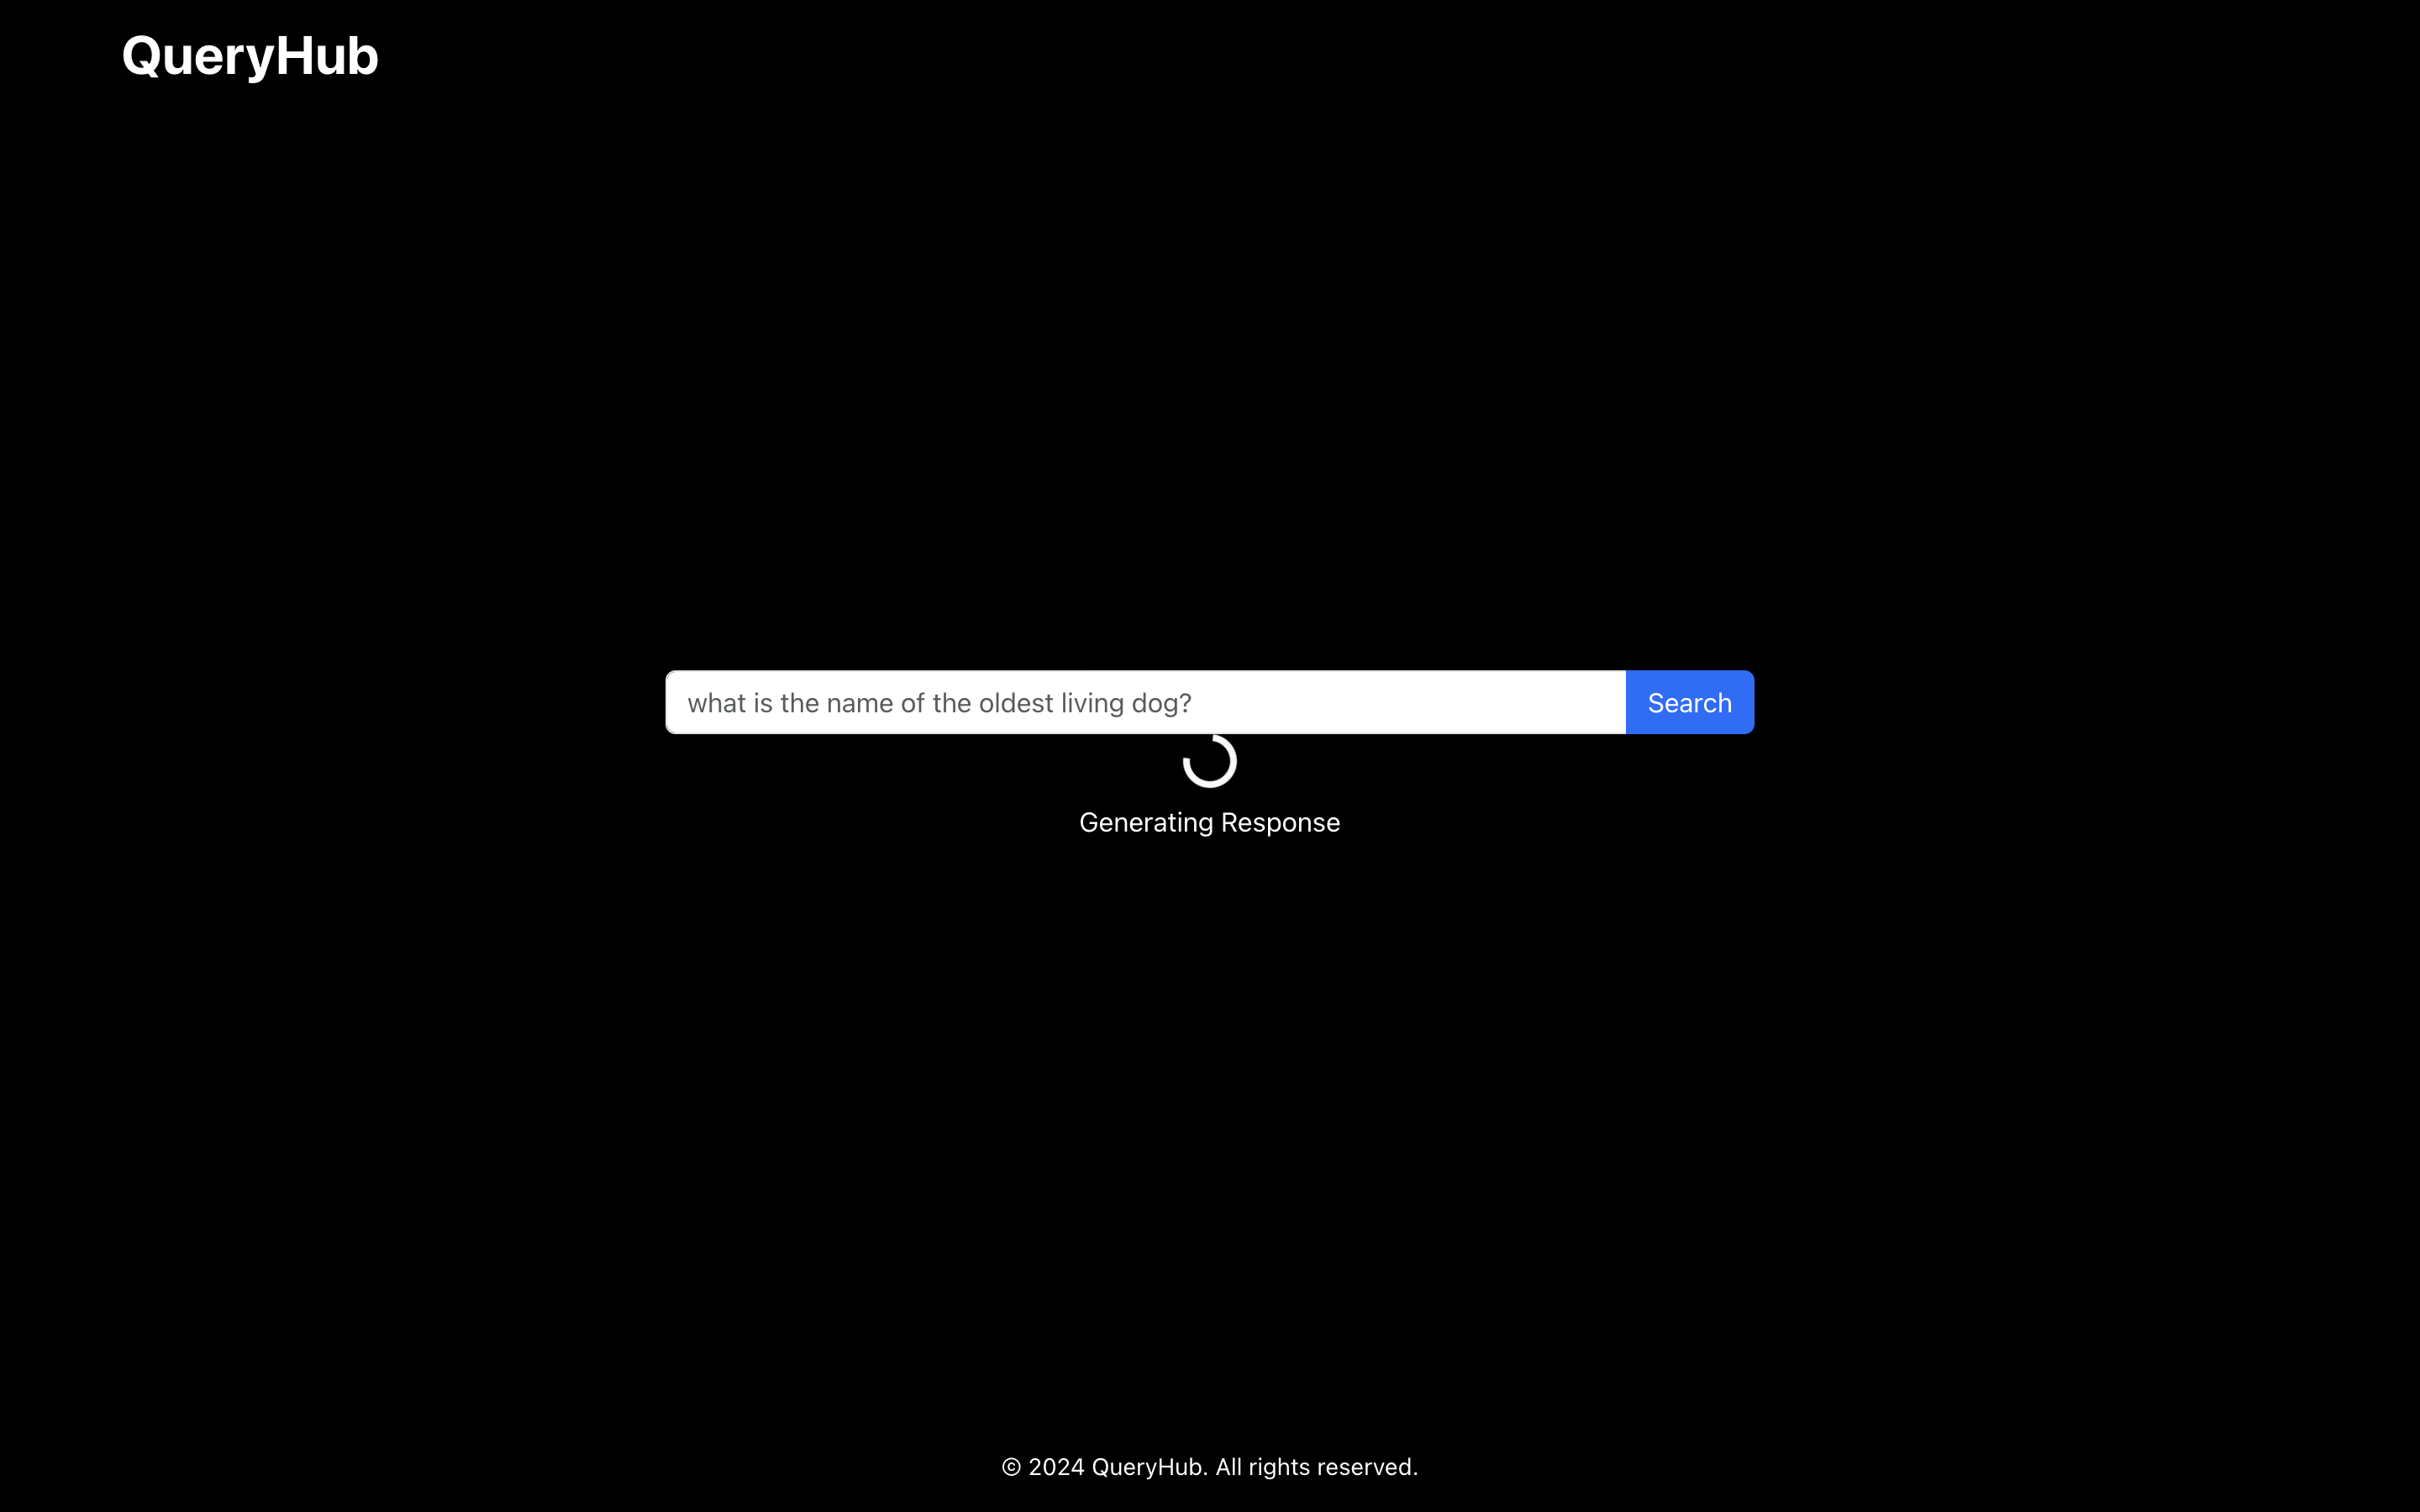 QueryHub
what is the name of the oldest living dog?
Search
Generating Response
© 2024 QueryHub. All rights reserved.